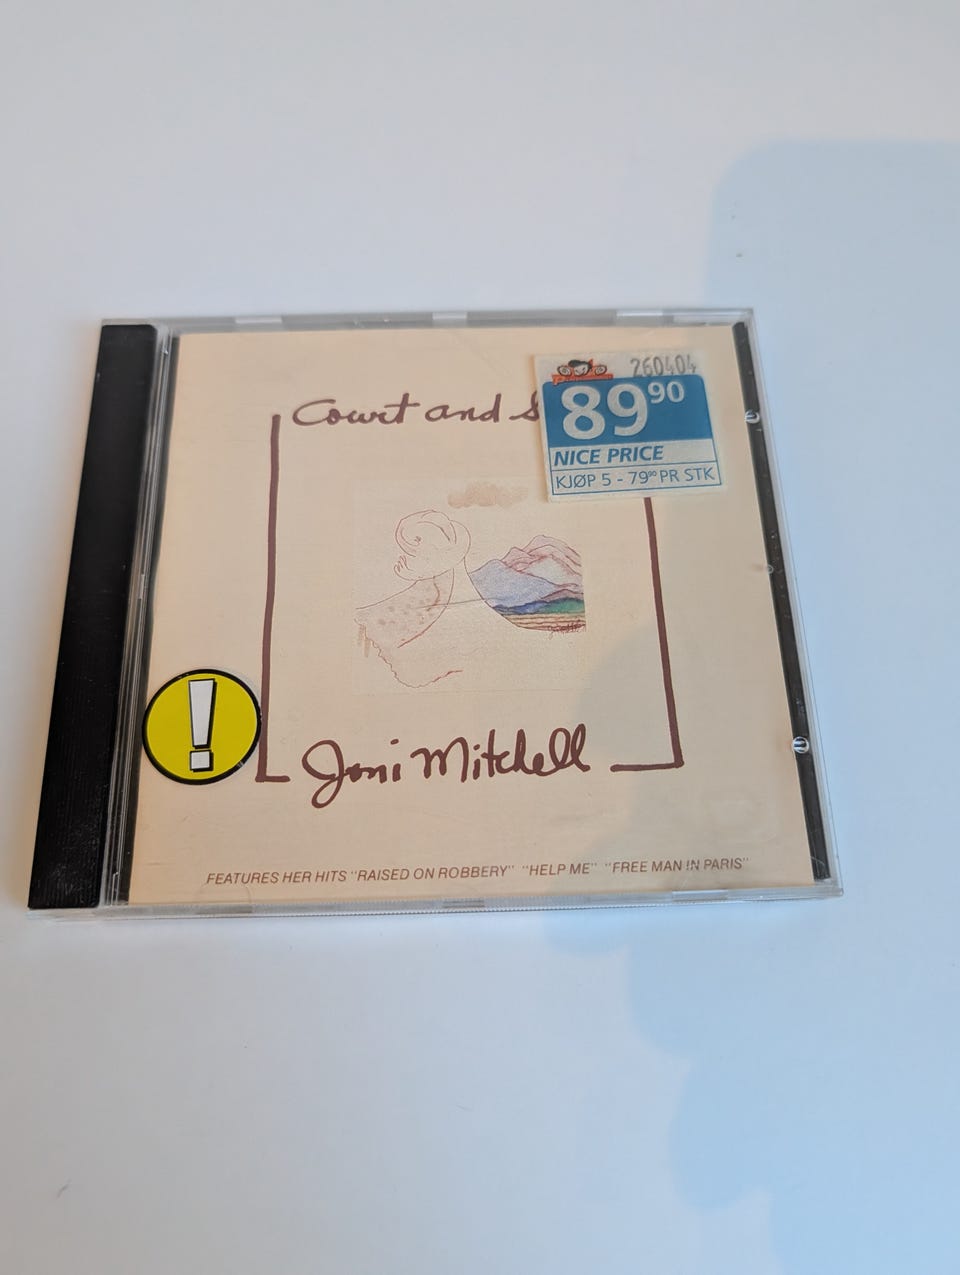 260404
Court and S
89⁹⁰
NICE PRICE
KJØP 5 - 79⁹⁰ PR STK
!
Joni Mitchell
FEATURES HER HITS "RAISED ON ROBBERY" "HELP ME" "FREE MAN IN PARIS"